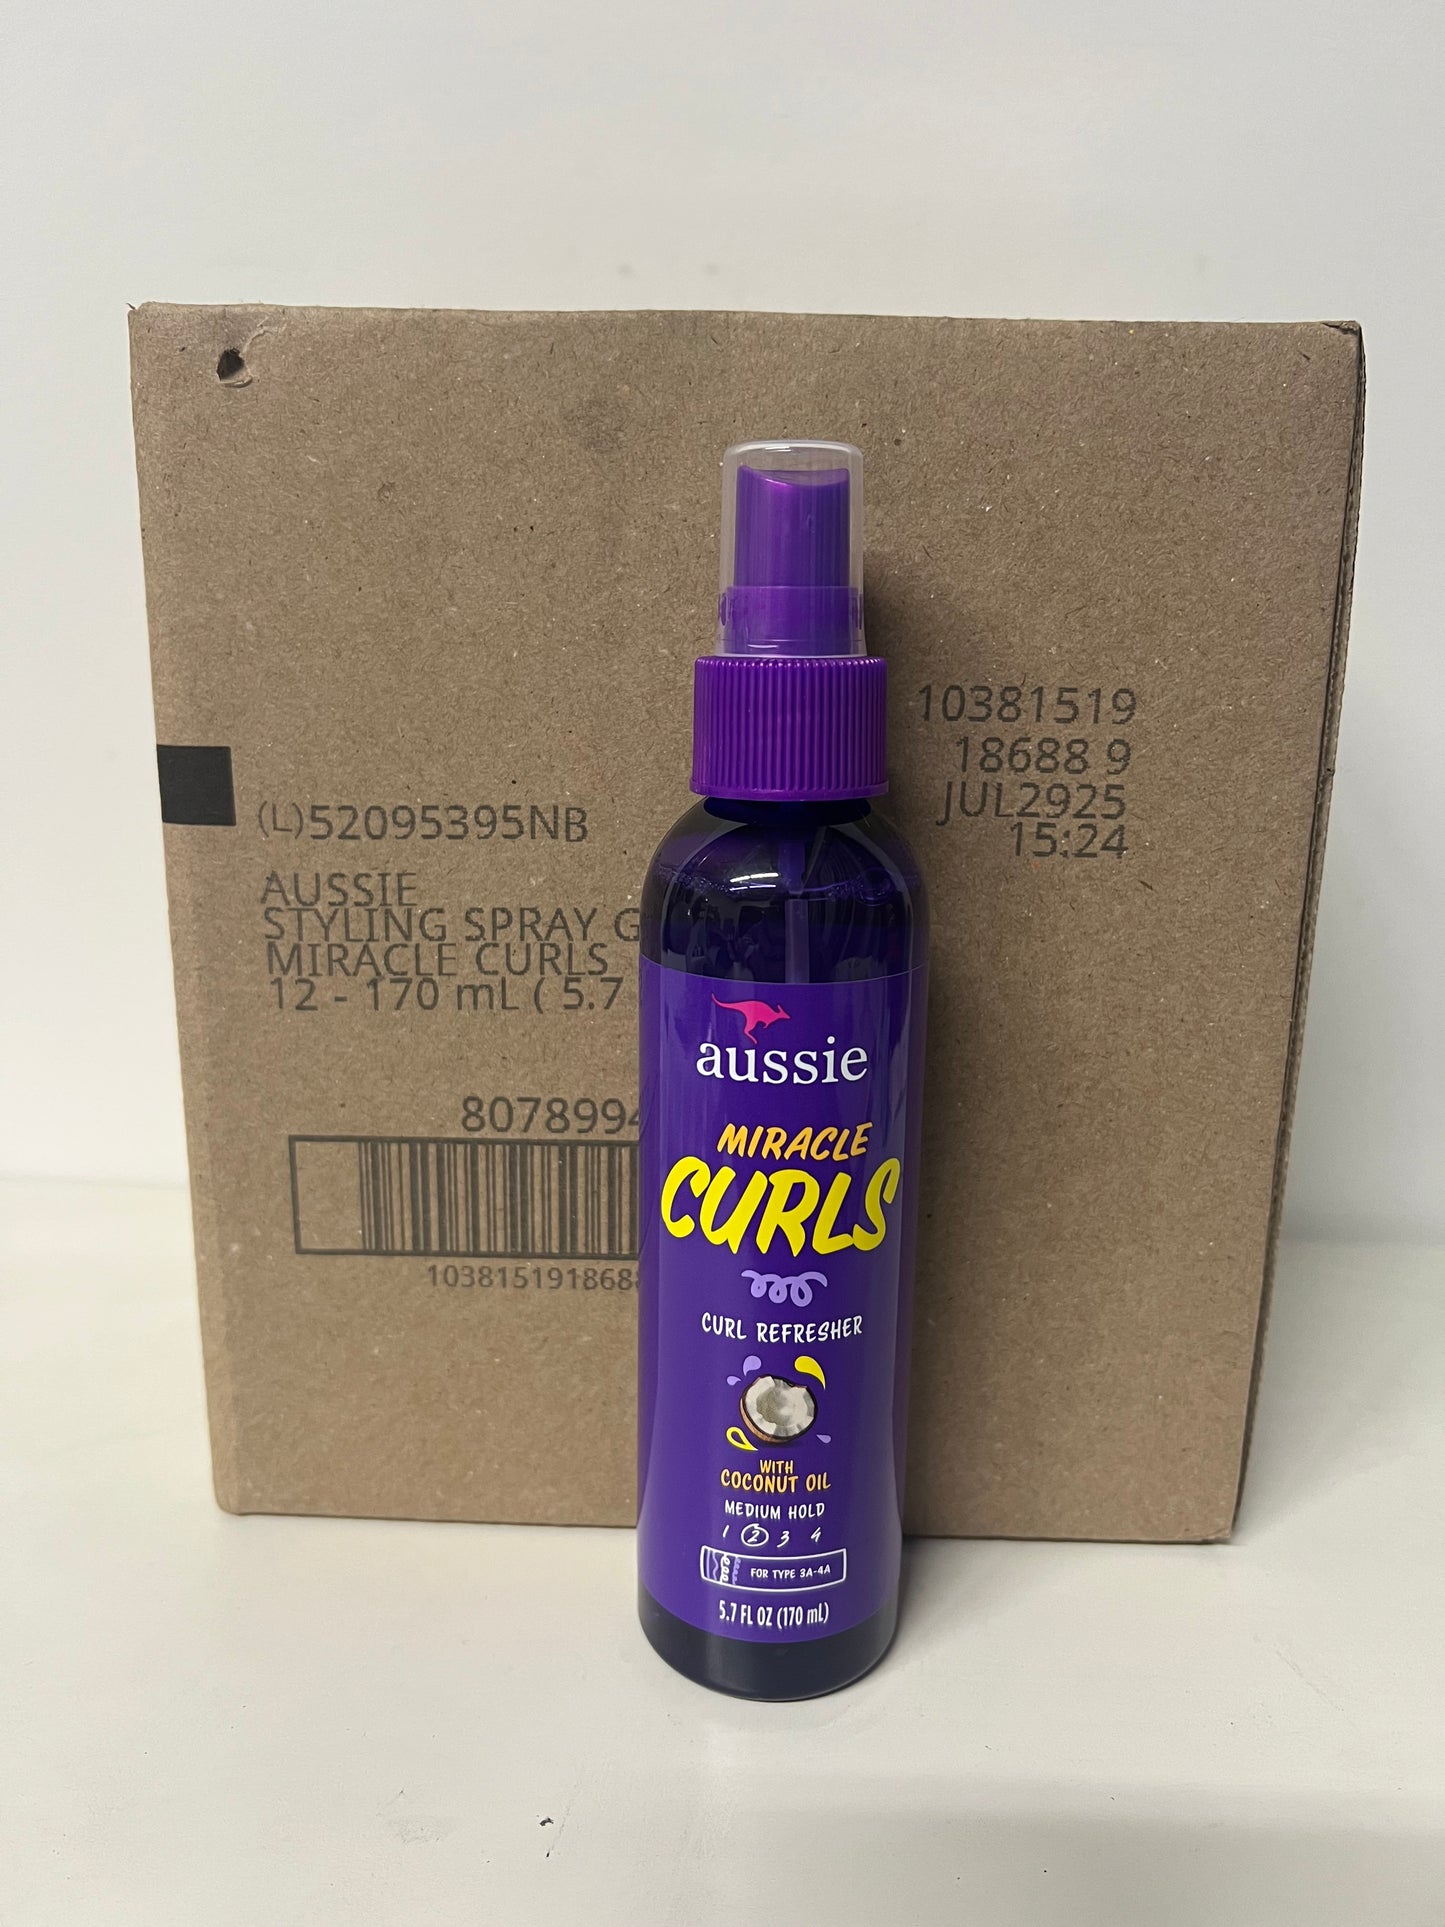 10381519
18688 9
JUL2925
15:24
(L)52095395NB
AUSSIE
STYLING SPRAY G
MIRACLE CURLS
12 - 170 mL ( 5.7
8078994
1038151918688
aussie
MIRACLE
CURLS
CURL REFRESHER
WITH
COCONUT OIL
MEDIUM HOLD
1 2 3 4
FOR TYPE 3A-4A
5.7 FL OZ (170 mL)